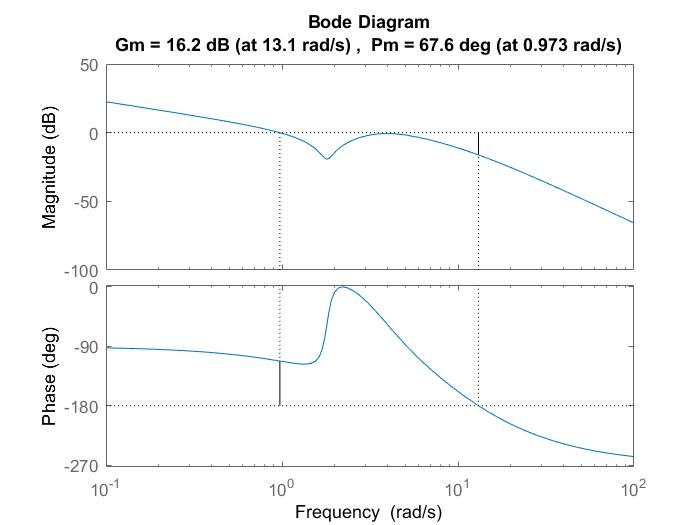 Bode Diagram
Gm = 16.2 dB (at 13.1 rad/s) , Pm = 67.6 deg (at 0.973 rad/s)
50
0
-50
-100
Magnitude (dB)
0
-90
-180
-270
Phase (deg)
10^-1 10^0 10^1 10^2
Frequency (rad/s)